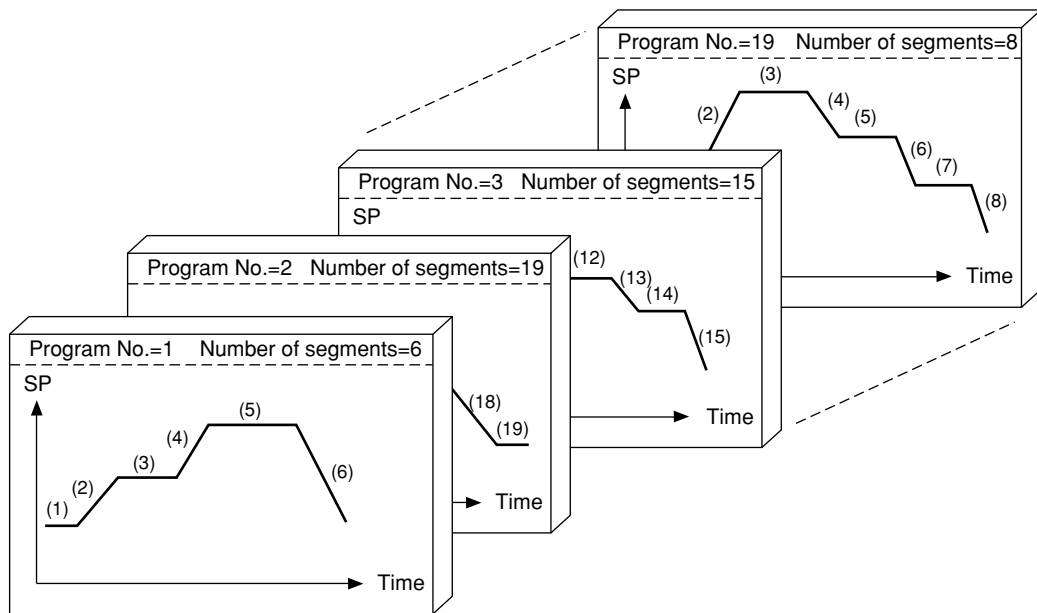 Program No.=19 Number of segments=8
SP
(2)
(3)
(4)
(5)
(6)
(7)
(8)
Time
Program No.=3 Number of segments=15
SP
(12)
(13)
(14)
(15)
Time
Program No.=2 Number of segments=19
(18)
(19)
Time
Program No.=1 Number of segments=6
SP
(1)
(2)
(3)
(4)
(5)
(6)
Time